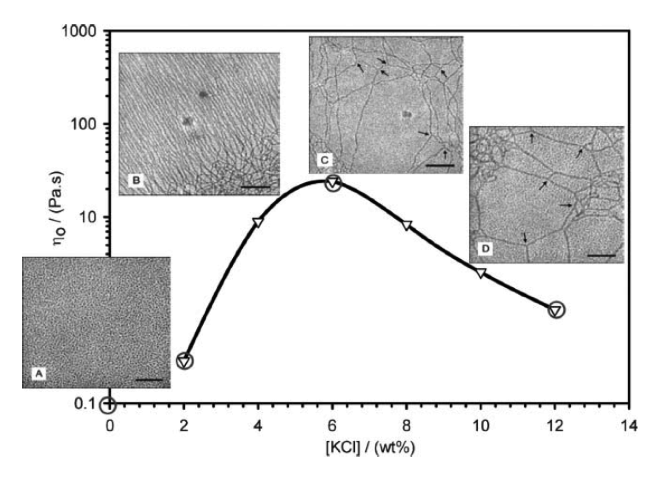 1000
B
C
100
D
η₀ / (Pa.s)
10
A
0.1
0 2 4 6 8 10 12 14
[KCl] / (wt%)